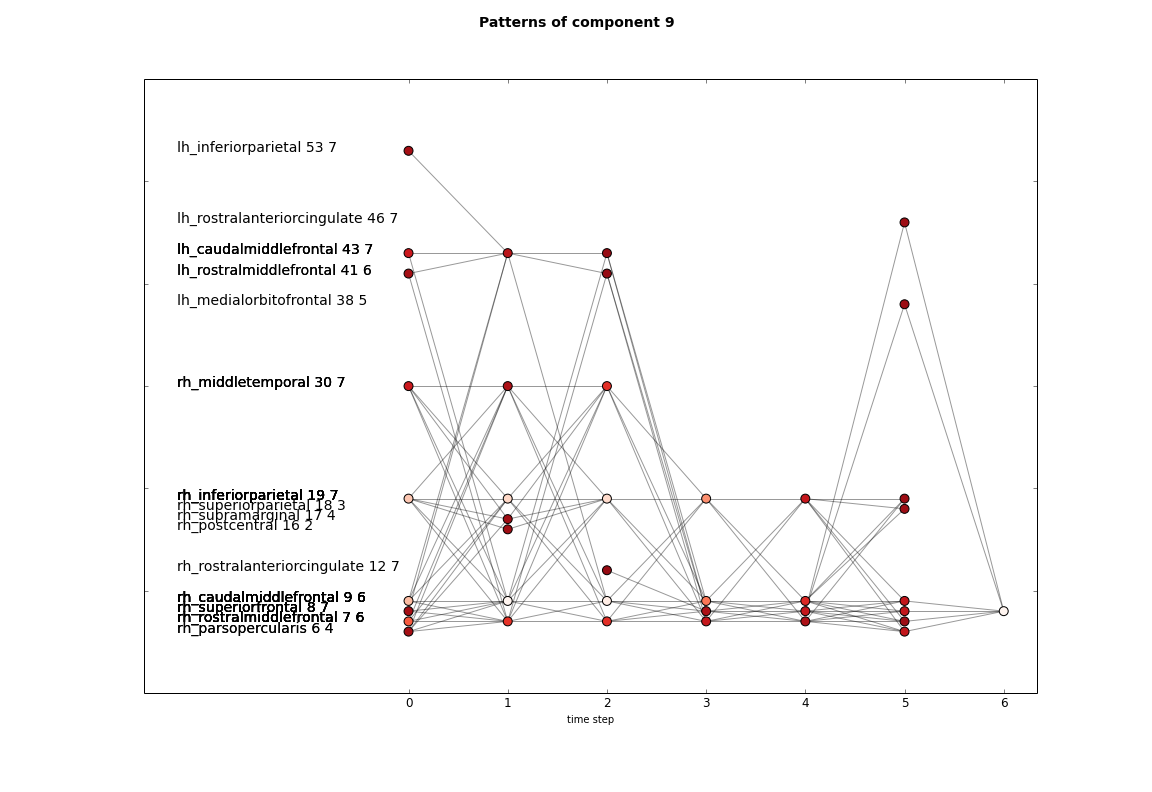 Patterns of component 9
lh_inferiorparietal 53 7
lh_rostralanteriorcingulate 46 7
lh_caudalmiddlefrontal 43 7
lh_rostralmiddlefrontal 41 6
lh_medialorbitofrontal 38 5
rh_middletemporal 30 7
rh_inferiorparietal 19 7
rh_superiorparietal 18 3
rh_supramarginal 17 4
rh_postcentral 16 2
rh_rostralanteriorcingulate 12 7
rh_caudalmiddlefrontal 9 6
rh_superiorfrontal 8 7
rh_rostralmiddlefrontal 7 6
rh_parsopercularis 6 4
0 1 2 3 4 5 6
time step